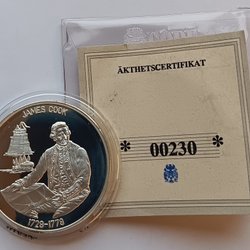 ÄKTHETSCERTIFIKAT
* 00230 *
JAMES COOK
1728-1779